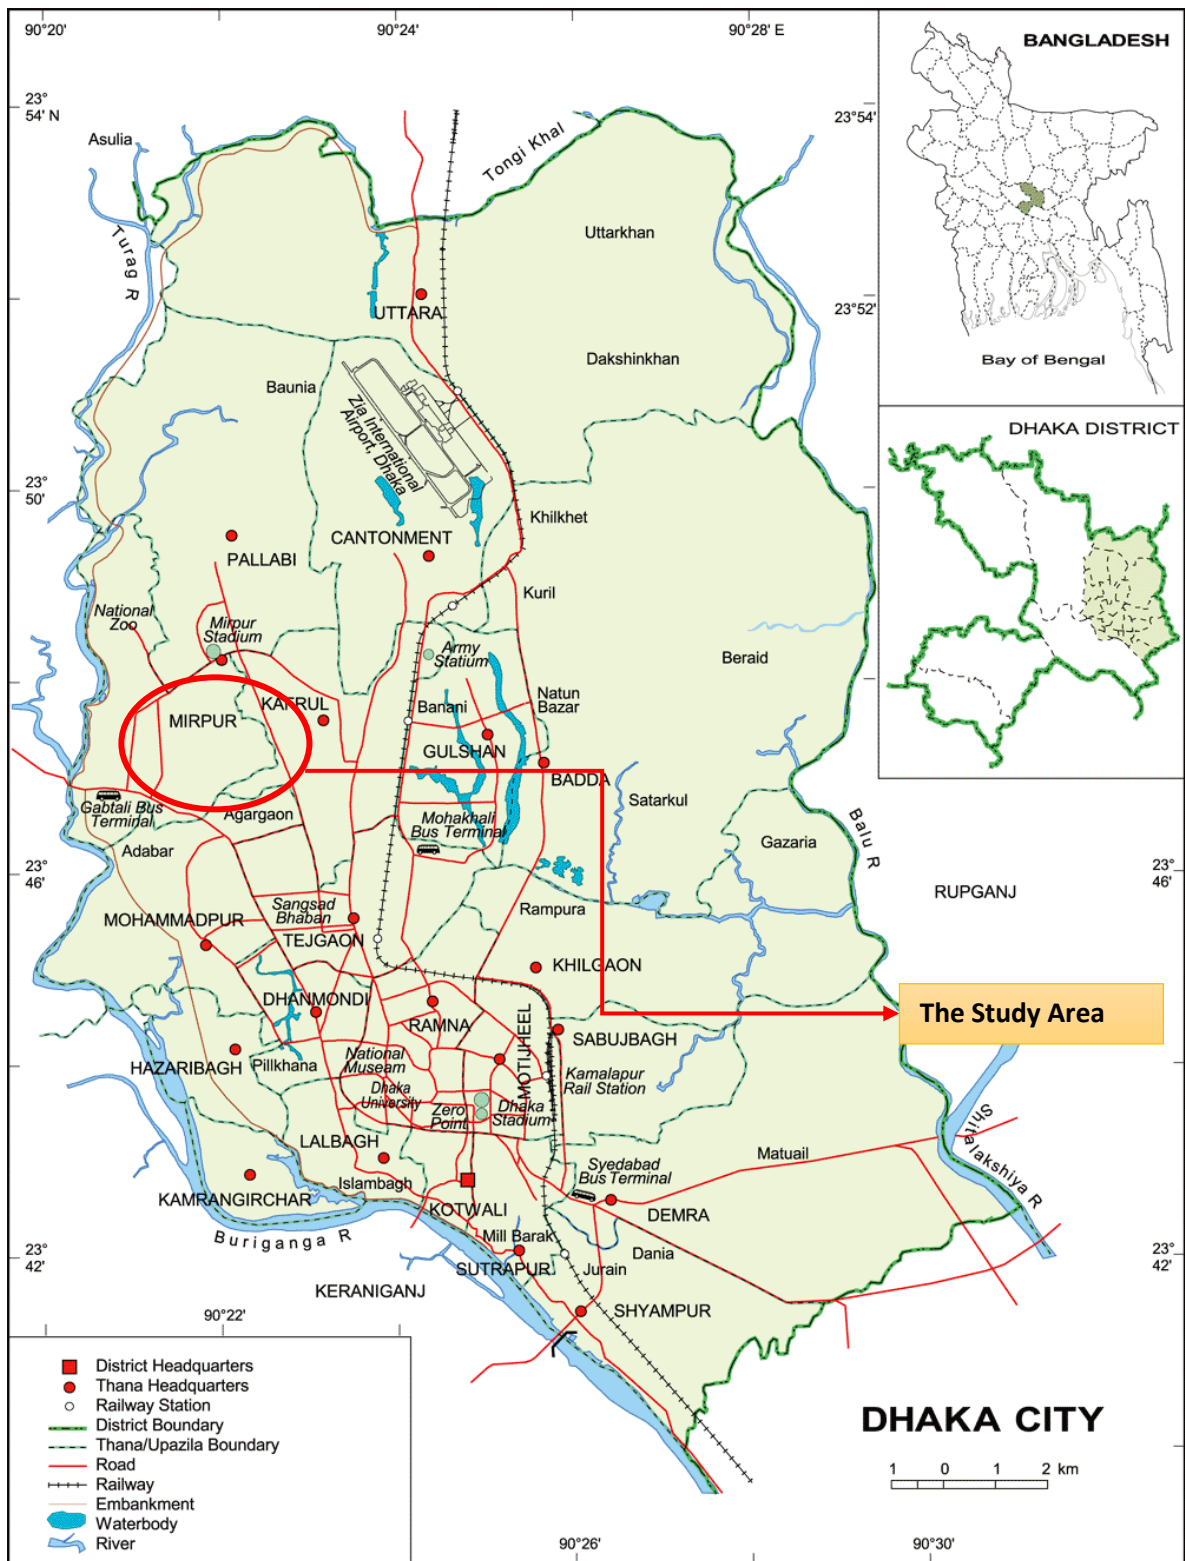 90°20'
90°24'
90°28' E
BANGLADESH
23°
54' N
23°54'
Asulia
Tongi Khal
Turag R
Uttarkhan
UTTARA
23°52'
Bay of Bengal
Dakshinkhan
Baunia
Zia International
Airport, Dhaka
DHAKA DISTRICT
23°
50'
Khilkhet
CANTONMENT
PALLABI
Kuril
National
Zoo
Mirpur
Stadium
Army
Statium
Beraid
Natun
Bazar
KAFRUL
Banani
MIRPUR
GULSHAN
BADDA
Satarkul
Gabtali Bus
Terminal
Agargaon
Mohakhali
Bus Terminal
Balu R
Gazaria
Adabar
23°
46'
RUPGANJ
Sangsad
Bhaban
Rampura
MOHAMMADPUR
TEJGAON
KHILGAON
DHANMONDI
RAMNA
MOTIJHEEL
The Study Area
SABUJBAGH
HAZARIBAGH
Pillkhana
National
Museam
Kamalapur
Rail Station
Dhaka
University
Zero
Point
Dhaka
Stadium
Shitalakshiya R
LALBAGH
Matuail
Syedabad
Bus Terminal
KAMRANGIRCHAR
Islambagh
KOTWALI
DEMRA
Buriganga R
Mill Barak
Dania
23°
42'
SUTRAPUR
Jurain
23°
42'
KERANIGANJ
SHYAMPUR
90°22'
District Headquarters
Thana Headquarters
Railway Station
District Boundary
Thana/Upazila Boundary
Road
Railway
Embankment
Waterbody
River
DHAKA CITY
1 0 1 2 km
90°26'
90°30'